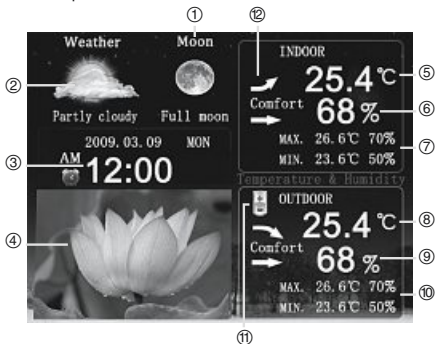 ①
⑫
Weather Moon
②
Partly cloudy Full moon
2009.03.09 MON
③
AM 12:00
④
INDOOR
25.4℃ ⑤
Comfort 68% ⑥
MAX. 26.6℃ 70%
MIN. 23.6℃ 50%
⑦
Temperature & Humidity
OUTDOOR
25.4℃ ⑧
Comfort 68% ⑨
MAX. 26.6℃ 70%
MIN. 23.6℃ 50%
⑩
⑪